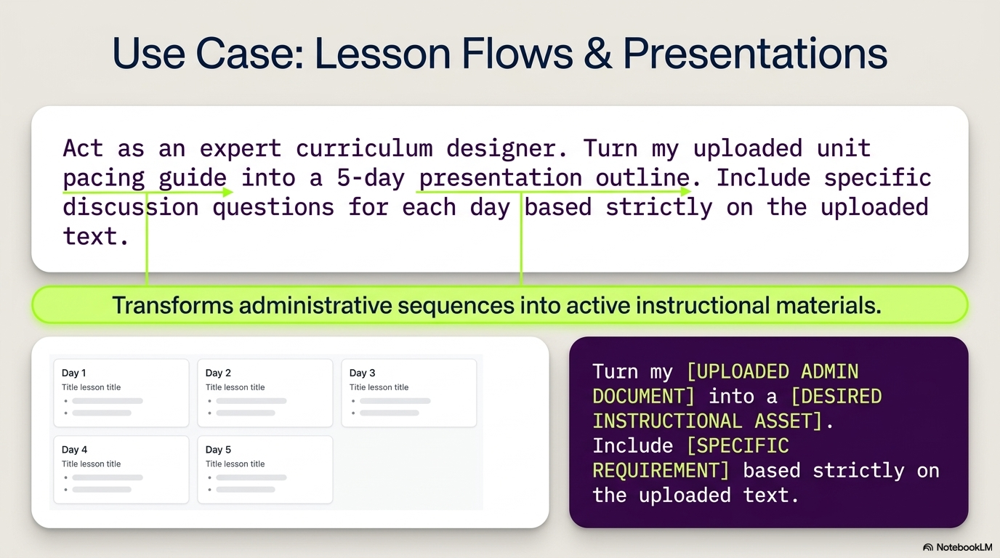 Use Case: Lesson Flows & Presentations
Act as an expert curriculum designer. Turn my uploaded unit
pacing guide into a 5-day presentation outline. Include specific
discussion questions for each day based strictly on the uploaded
text.
Transforms administrative sequences into active instructional materials.
Day 1
Title lesson title
Day 2
Title lesson title
Day 3
Title lesson title
Day 4
Title lesson title
Day 5
Title lesson title
Turn my [UPLOADED ADMIN
DOCUMENT] into a [DESIRED
INSTRUCTIONAL ASSET].
Include [SPECIFIC
REQUIREMENT] based strictly on
the uploaded text.
NotebookLM